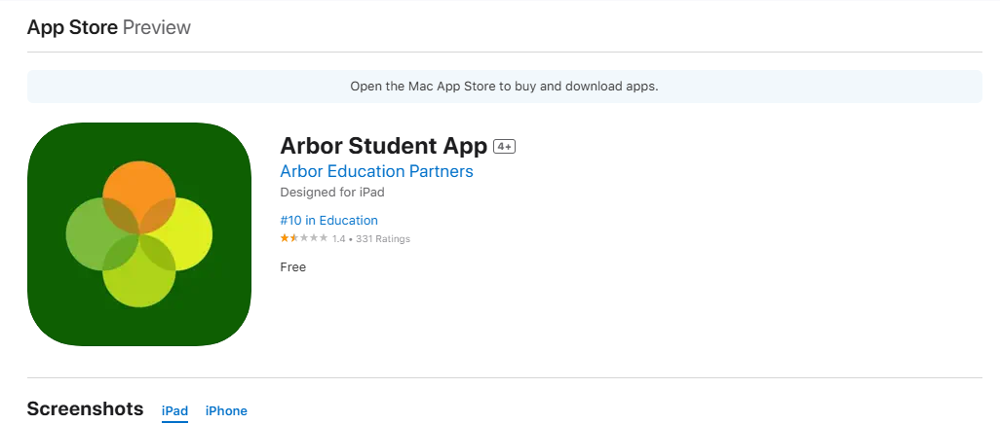 App Store Preview
Open the Mac App Store to buy and download apps.
Arbor Student App 4+
Arbor Education Partners
Designed for iPad
#10 in Education
1.4 • 331 Ratings
Free
Screenshots iPad iPhone